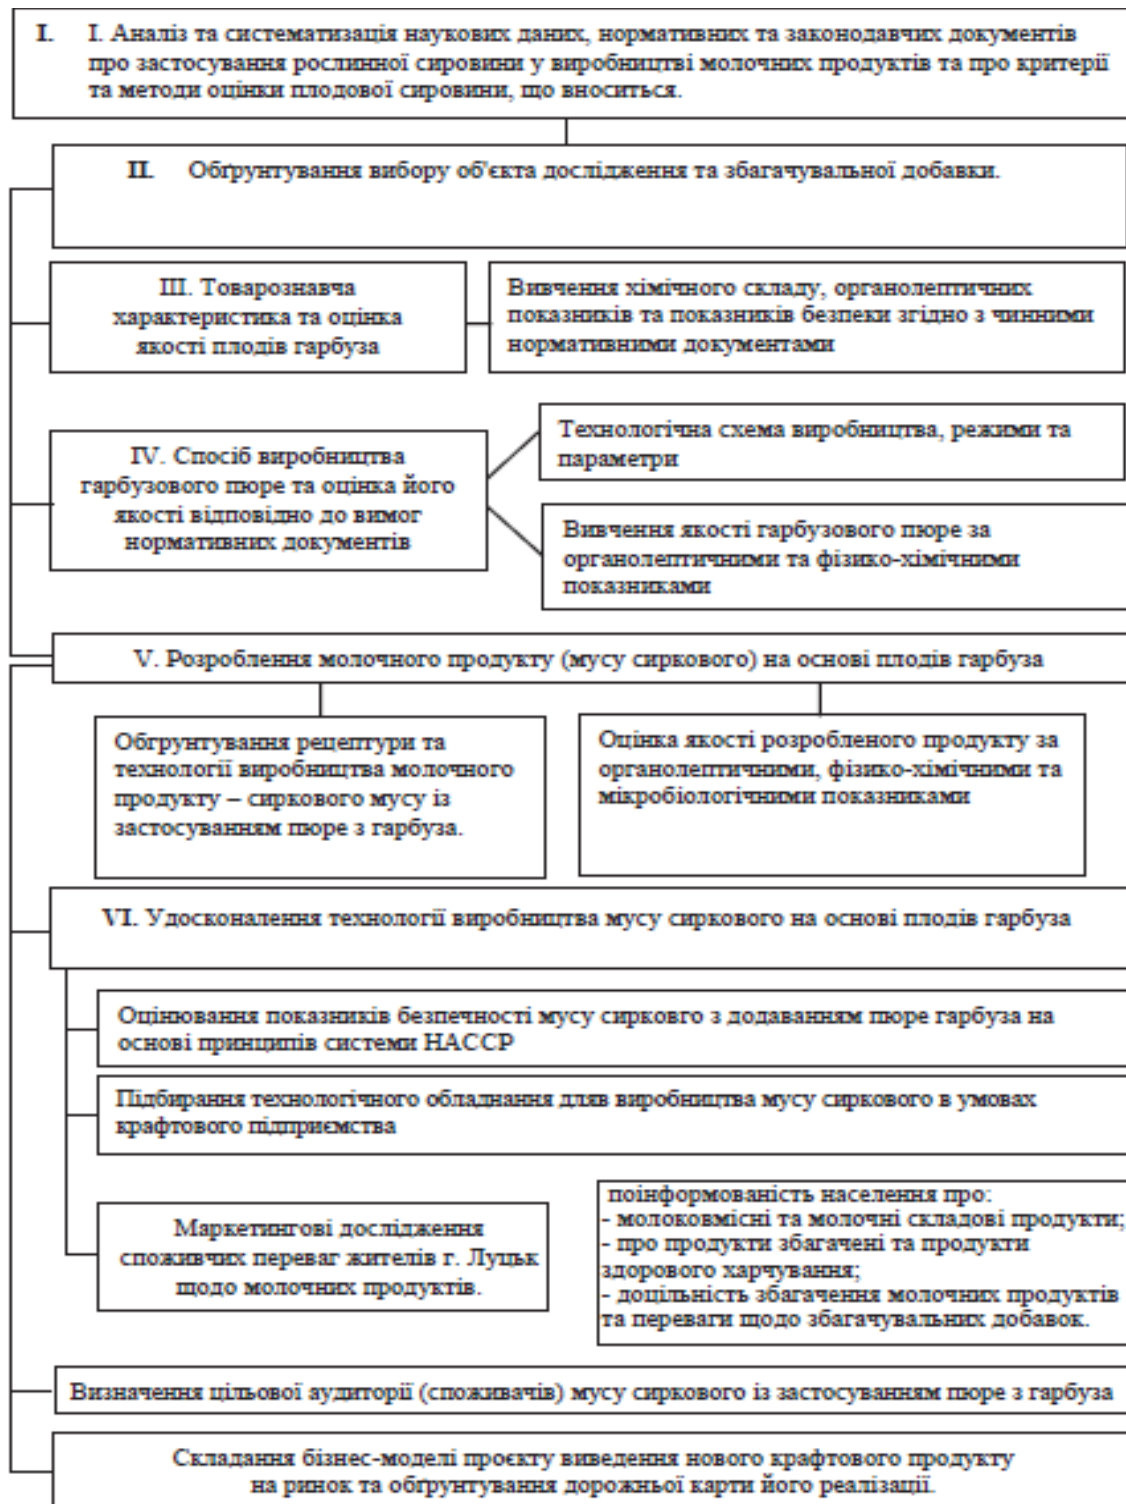 I. I. Аналіз та систематизація наукових даних, нормативних та законодавчих документів
про застосування рослинної сировини у виробництві молочних продуктів та про критерії
та методи оцінки плодової сировини, що вноситься.
II. Обґрунтування вибору об'єкта дослідження та збагачувальної добавки.
III. Товарознавча
характеристика та оцінка
якості плодів гарбуза
Вивчення хімічного складу, органолептичних
показників та показників безпеки згідно з чинними
нормативними документами
IV. Спосіб виробництва
гарбузового пюре та оцінка його
якості відповідно до вимог
нормативних документів
Технологічна схема виробництва, режими та
параметри
Вивчення якості гарбузового пюре за
органолептичними та фізико-хімічними
показниками
V. Розроблення молочного продукту (мусу сиркового) на основі плодів гарбуза
Обгрунтування рецептури та
технології виробництва молочного
продукту – сиркового мусу із
застосуванням пюре з гарбуза.
Оцінка якості розробленого продукту за
органолептичними, фізико-хімічними та
мікробіологічними показниками
VI. Удосконалення технології виробництва мусу сиркового на основі плодів гарбуза
Оцінювання показників безпечності мусу сирковго з додаванням пюре гарбуза на
основі принципів системи НАССР
Підбирання технологічного обладнання дляв виробництва мусу сиркового в умовах
крафтового підприємства
Маркетингові дослідження
споживчих переваг жителів г. Луцьк
щодо молочних продуктів.
поінформованість населення про:
- молоковмісні та молочні складові продукти;
- про продукти збагачені та продукти
здорового харчування;
- доцільність збагачення молочних продуктів
та переваги щодо збагачувальних добавок.
Визначення цільової аудиторії (споживачів) мусу сиркового із застосуванням пюре з гарбуза
Складання бізнес-моделі проєкту виведення нового крафтового продукту
на ринок та обґрунтування дорожньої карти його реалізації.